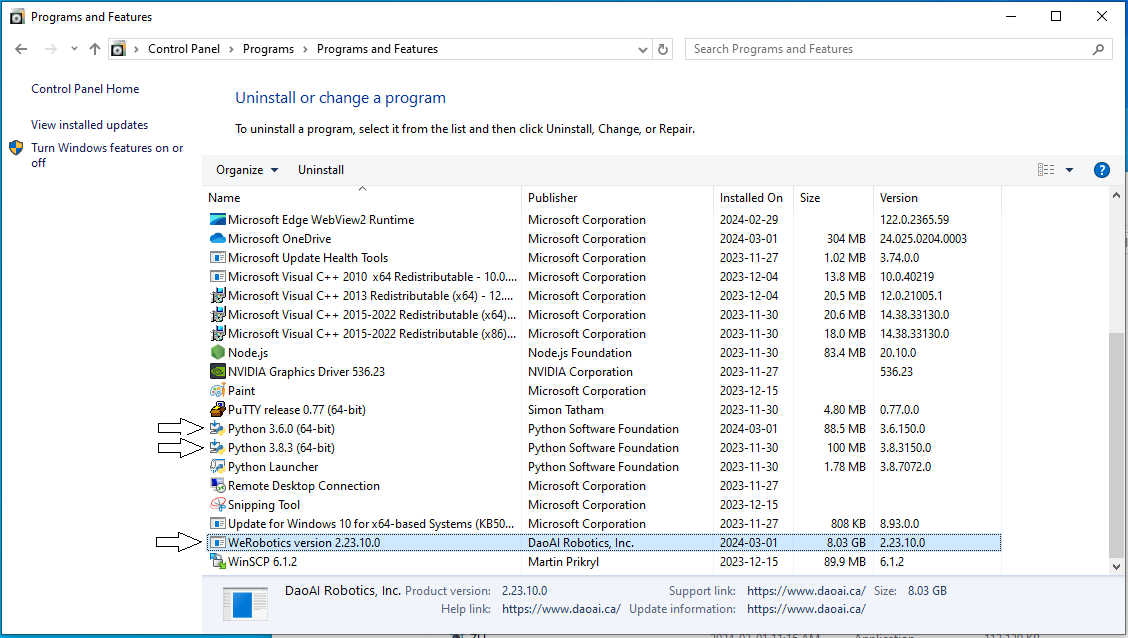 Programs and Features
Control Panel > Programs > Programs and Features
Search Programs and Features
Control Panel Home
View installed updates
Turn Windows features on or
off
Uninstall or change a program
To uninstall a program, select it from the list and then click Uninstall, Change, or Repair.
Organize Uninstall ?
Name Publisher Installed On Size Version
Microsoft Edge WebView2 Runtime Microsoft Corporation 2024-02-29 122.0.2365.59
Microsoft OneDrive Microsoft Corporation 2024-03-01 304 MB 24.025.0204.0003
Microsoft Update Health Tools Microsoft Corporation 2023-11-27 1.02 MB 3.74.0.0
Microsoft Visual C++ 2010  x64 Redistributable - 10.0.... Microsoft Corporation 2023-12-04 13.8 MB 10.0.40219
Microsoft Visual C++ 2013 Redistributable (x64) - 12.... Microsoft Corporation 2023-12-04 20.5 MB 12.0.21005.1
Microsoft Visual C++ 2015-2022 Redistributable (x64)... Microsoft Corporation 2023-11-30 20.6 MB 14.38.33130.0
Microsoft Visual C++ 2015-2022 Redistributable (x86)... Microsoft Corporation 2023-11-30 18.0 MB 14.38.33130.0
Node.js Node.js Foundation 2023-11-30 83.4 MB 20.10.0
NVIDIA Graphics Driver 536.23 NVIDIA Corporation 2023-11-27 536.23
Paint Microsoft Corporation 2023-12-15
PuTTY release 0.77 (64-bit) Simon Tatham 2023-11-30 4.80 MB 0.77.0.0
Python 3.6.0 (64-bit) Python Software Foundation 2024-03-01 88.5 MB 3.6.150.0
Python 3.8.3 (64-bit) Python Software Foundation 2023-11-30 100 MB 3.8.3150.0
Python Launcher Python Software Foundation 2023-11-30 1.78 MB 3.8.7072.0
Remote Desktop Connection Microsoft Corporation 2023-11-27
Snipping Tool Microsoft Corporation 2023-12-15
Update for Windows 10 for x64-based Systems (KB50... Microsoft Corporation 2023-11-27 808 KB 8.93.0.0
WeRobotics version 2.23.10.0 DaoAI Robotics, Inc. 2024-03-01 8.03 GB 2.23.10.0
WinSCP 6.1.2 Martin Prikryl 2023-12-15 89.9 MB 6.1.2
DaoAI Robotics, Inc. Product version: 2.23.10.0 Support link: https://www.daoai.ca/ Size: 8.03 GB
Help link: https://www.daoai.ca/ Update information: https://www.daoai.ca/